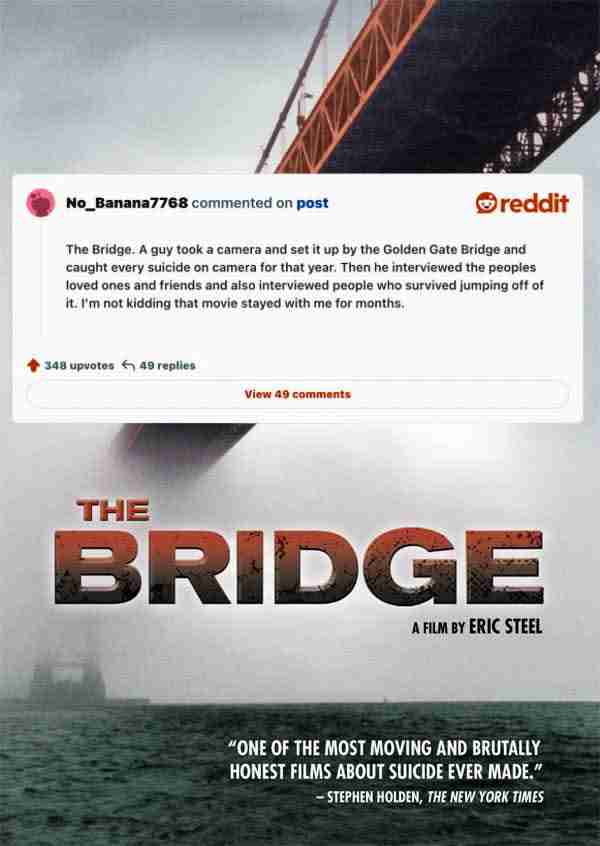 No_Banana7768 commented on post
reddit
The Bridge. A guy took a camera and set it up by the Golden Gate Bridge and
caught every suicide on camera for that year. Then he interviewed the peoples
loved ones and friends and also interviewed people who survived jumping off of
it. I'm not kidding that movie stayed with me for months.
348 upvotes 49 replies
View 49 comments
THE
BRIDGE
A FILM BY ERIC STEEL
“ONE OF THE MOST MOVING AND BRUTALLY
HONEST FILMS ABOUT SUICIDE EVER MADE.”
– STEPHEN HOLDEN, THE NEW YORK TIMES